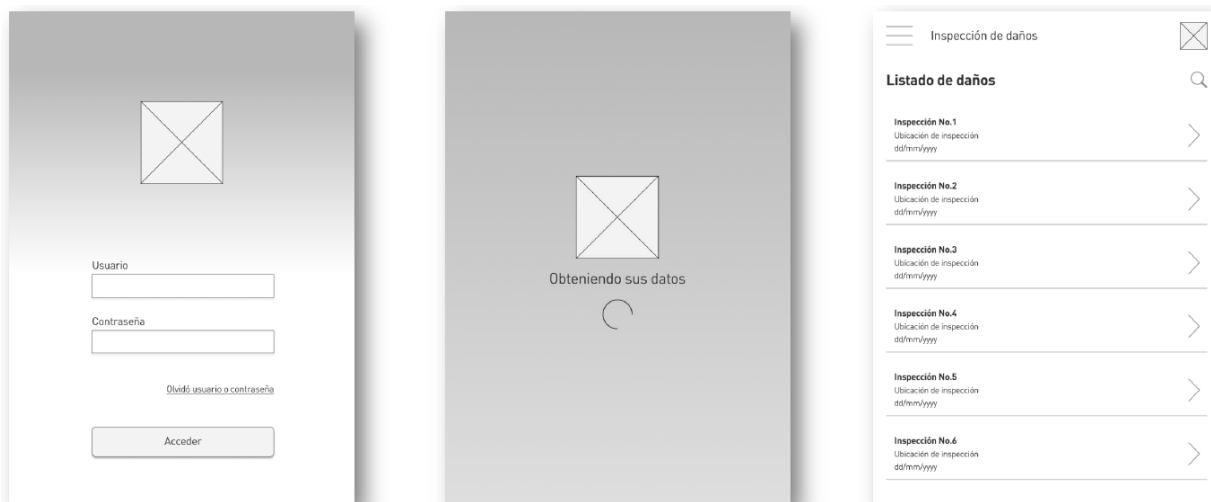 Usuario
Contraseña
Olvidó usuario o contraseña
Acceder
Obteniendo sus datos
Inspección de daños
Listado de daños
Inspección No.1
Ubicación de inspección
dd/mm/yyyy
Inspección No.2
Ubicación de inspección
dd/mm/yyyy
Inspección No.3
Ubicación de inspección
dd/mm/yyyy
Inspección No.4
Ubicación de inspección
dd/mm/yyyy
Inspección No.5
Ubicación de inspección
dd/mm/yyyy
Inspección No.6
Ubicación de inspección
dd/mm/yyyy